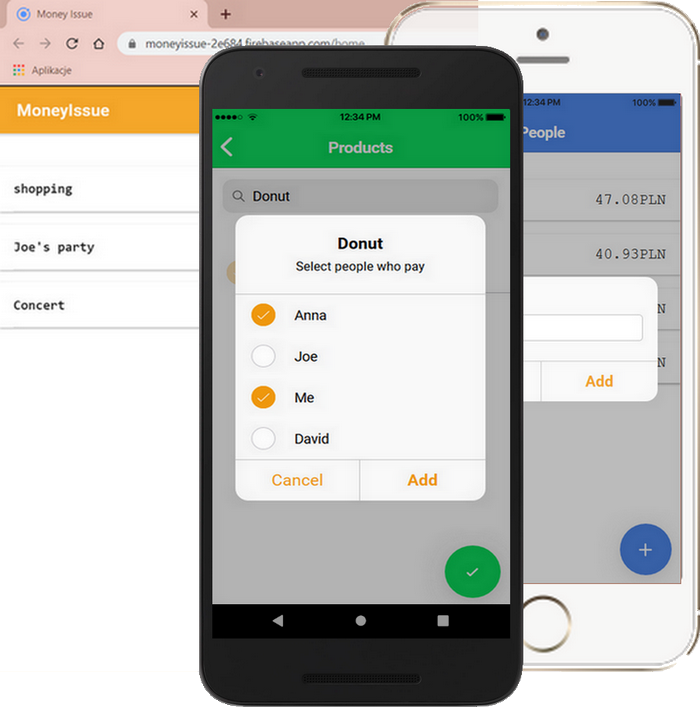 Money Issue
moneyissue-2e684.firebaseapp.com/home
Aplikacje
MoneyIssue
shopping
Joe's party
Concert
12:34 PM
100%
Products
Donut
Donut
Select people who pay
Anna
Joe
Me
David
Cancel
Add
12:34 PM
100%
People
47.08PLN
40.93PLN
N
N
Add